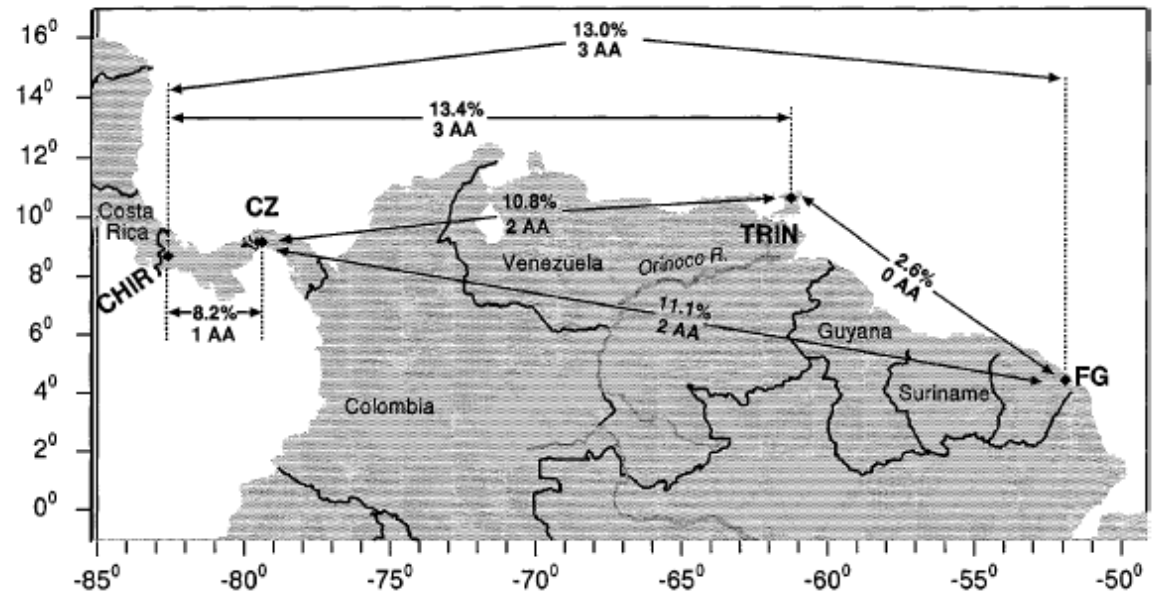 16⁰
14⁰
12⁰
10⁰
8⁰
6⁰
4⁰
2⁰
0⁰
13.0%
3 AA
13.4%
3 AA
10.8%
2 AA
2.6%
0 AA
11.1%
2 AA
8.2%
1 AA
Costa
Rica
CZ
CHIR
TRIN
FG
Venezuela
Orinoco R.
Guyana
Suriname
Colombia
-85⁰
-80⁰
-75⁰
-70⁰
-65⁰
-60⁰
-55⁰
-50⁰